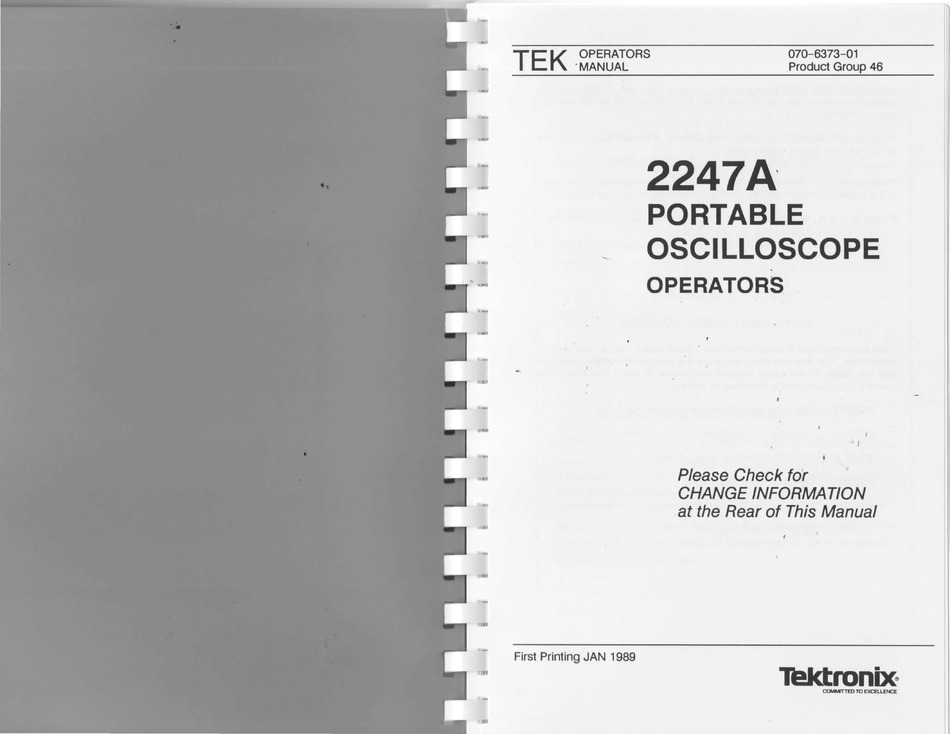 TEK OPERATORS MANUAL
070-6373-01
Product Group 46
2247A
PORTABLE
OSCILLOSCOPE
OPERATORS
Please Check for
CHANGE INFORMATION
at the Rear of This Manual
First Printing JAN 1989
Tektronix®
COMMITTED TO EXCELLENCE